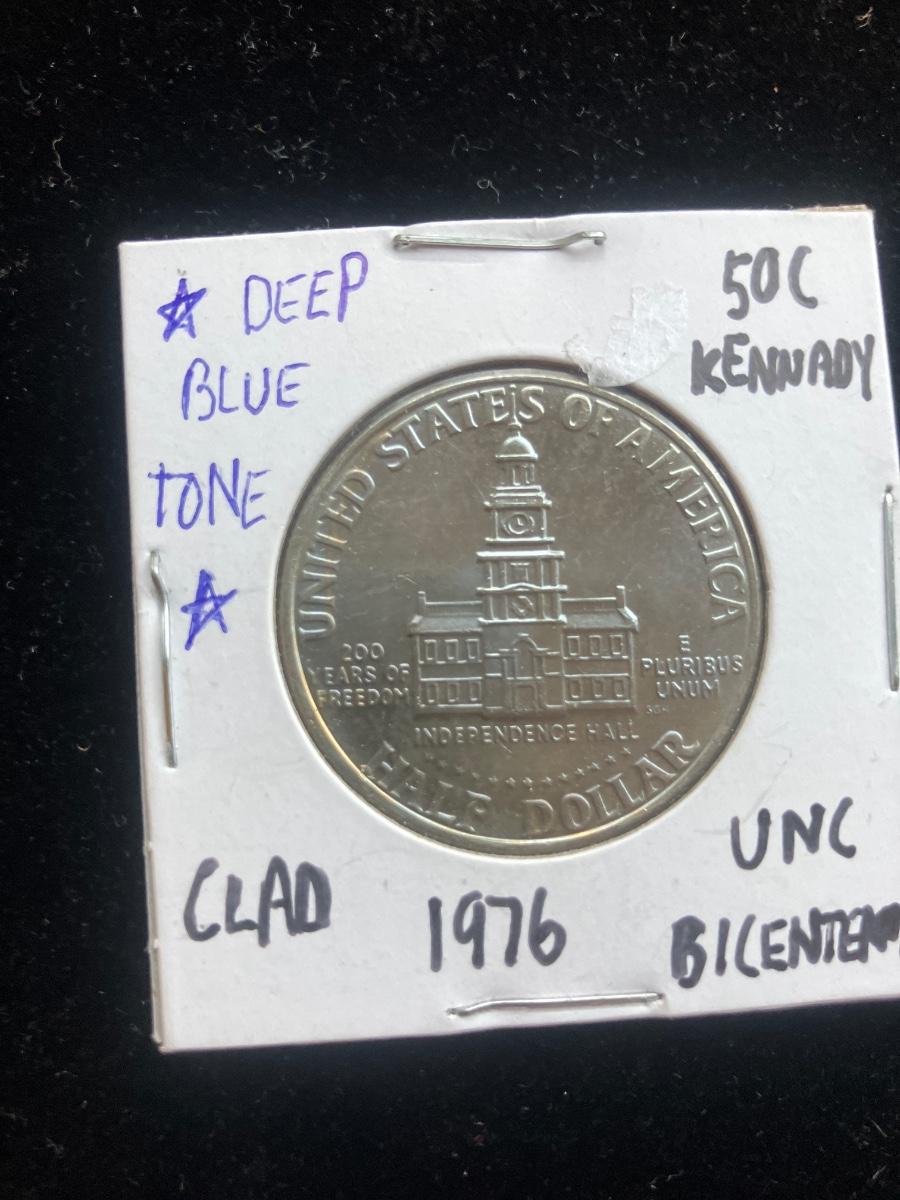 ★ DEEP
BLUE
TONE
★
50C
KENNADY
UNITED STATES OF AMERICA
200
YEARS OF
FREEDOM
E
PLURIBUS
UNUM
INDEPENDENCE HALL
HALF DOLLAR
CLAD
1976
UNC